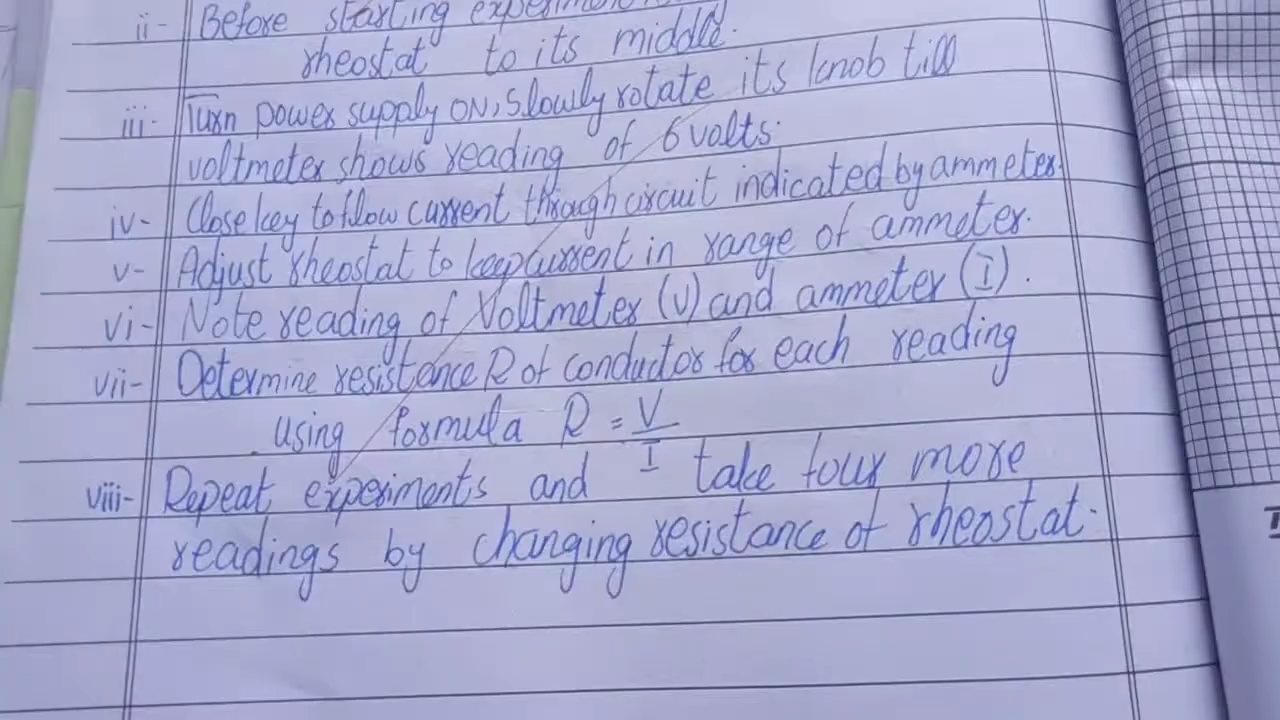 ii- Before starting experiment
rheostat to its middle.
iii- Turn power supply ON, Slowly rotate its knob till
voltmeter shows reading of 6 volts.
iv- Close key to flow current through circuit indicated by ammeter.
v- Adjust rheostat to keep current in range of ammeter.
vi- Note reading of Voltmeter (V) and ammeter (I).
vii- Determine resistence R of conductor for each reading
using formula R = V/I
viii- Repeat experiments and take four more
readings by changing resistance of rheostat.